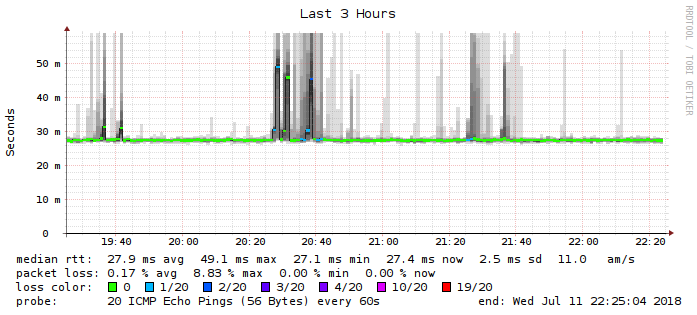 Last 3 Hours
RRDTOOL / TOBI OETIKER
Seconds
50 m
40 m
30 m
20 m
10 m
0
19:40 20:00 20:20 20:40 21:00 21:20 21:40 22:00 22:20
median rtt: 27.9 ms avg 49.1 ms max 27.1 ms min 27.4 ms now 2.5 ms sd 11.0 am/s
packet loss: 0.17 % avg 8.83 % max 0.00 % min 0.00 % now
loss color: 0 1/20 2/20 3/20 4/20 10/20 19/20
probe: 20 ICMP Echo Pings (56 Bytes) every 60s end: Wed Jul 11 22:25:04 2018